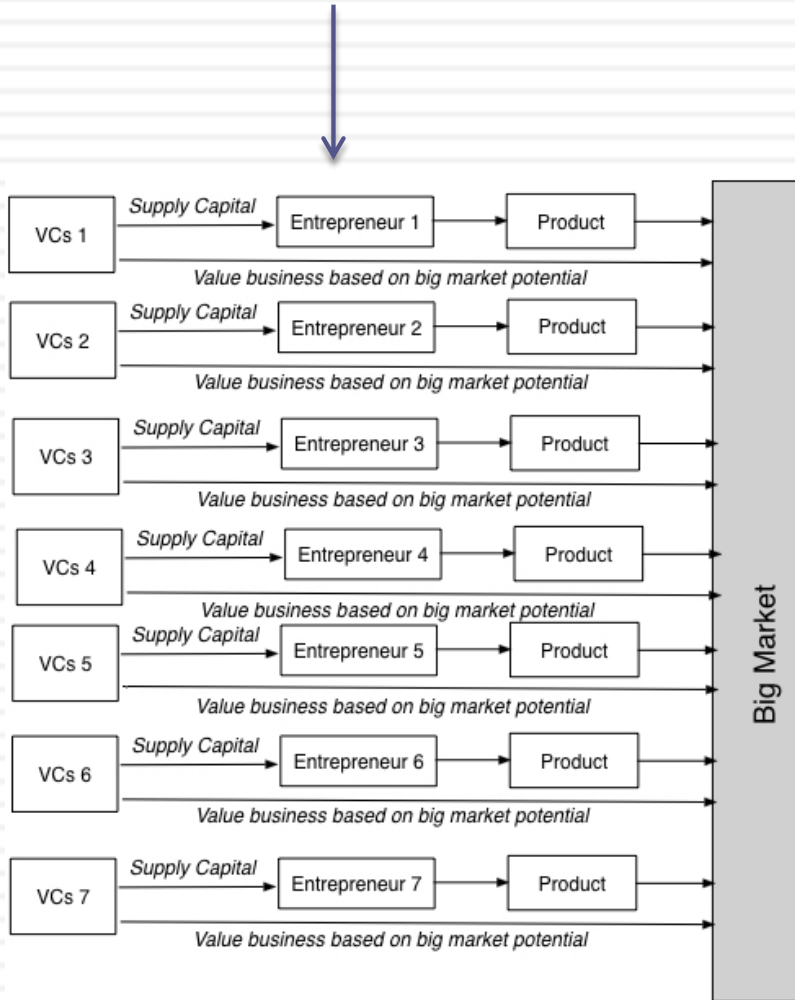 Supply Capital
VCs 1
Entrepreneur 1
Product
Value business based on big market potential
Supply Capital
VCs 2
Entrepreneur 2
Product
Value business based on big market potential
Supply Capital
VCs 3
Entrepreneur 3
Product
Value business based on big market potential
Supply Capital
VCs 4
Entrepreneur 4
Product
Value business based on big market potential
Supply Capital
VCs 5
Entrepreneur 5
Product
Value business based on big market potential
Supply Capital
VCs 6
Entrepreneur 6
Product
Value business based on big market potential
Supply Capital
VCs 7
Entrepreneur 7
Product
Value business based on big market potential
Big Market